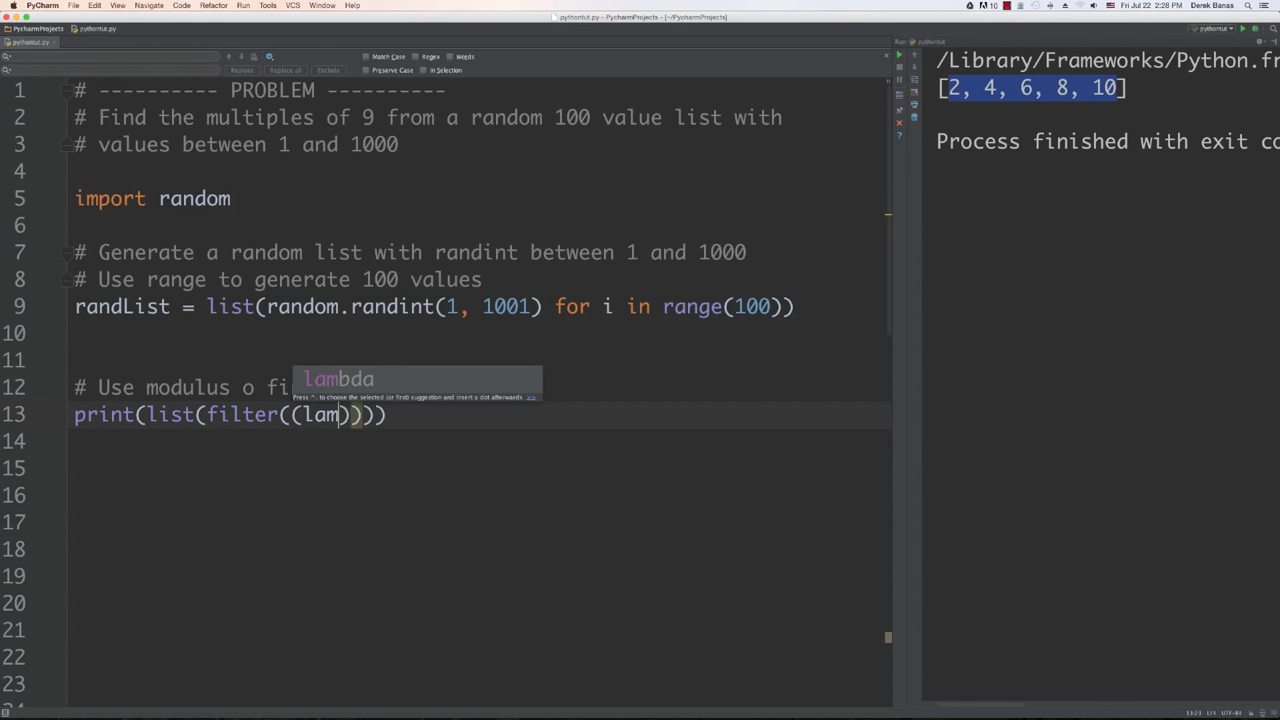 PyCharm File Edit View Navigate Code Refactor Run Tools VCS Window Help 10 Fri Jul 22 2:28 PM Derek Banas
pythontut.py - PycharmProjects - [~/PycharmProjects]
PycharmProjects pythontut.py pythontut
pythontut.py Run pythontut
Match Case Regex Words
Replace Replace all Exclude Preserve Case In Selection
1 # ---------- PROBLEM ----------
2 # Find the multiples of 9 from a random 100 value list with
3 # values between 1 and 1000
4
5 import random
6
7 # Generate a random list with randint between 1 and 1000
8 # Use range to generate 100 values
9 randList = list(random.randint(1, 1001) for i in range(100))
10
11
lambda
Press ^. to choose the selected (or first) suggestion and insert a dot afterwards >>
12 # Use modulus o fi
13 print(list(filter((lam))))
14
15
16
17
18
19
20
21
22
23
24
/Library/Frameworks/Python.fr
[2, 4, 6, 8, 10]
Process finished with exit co
13:23 LF÷ UTF-8÷